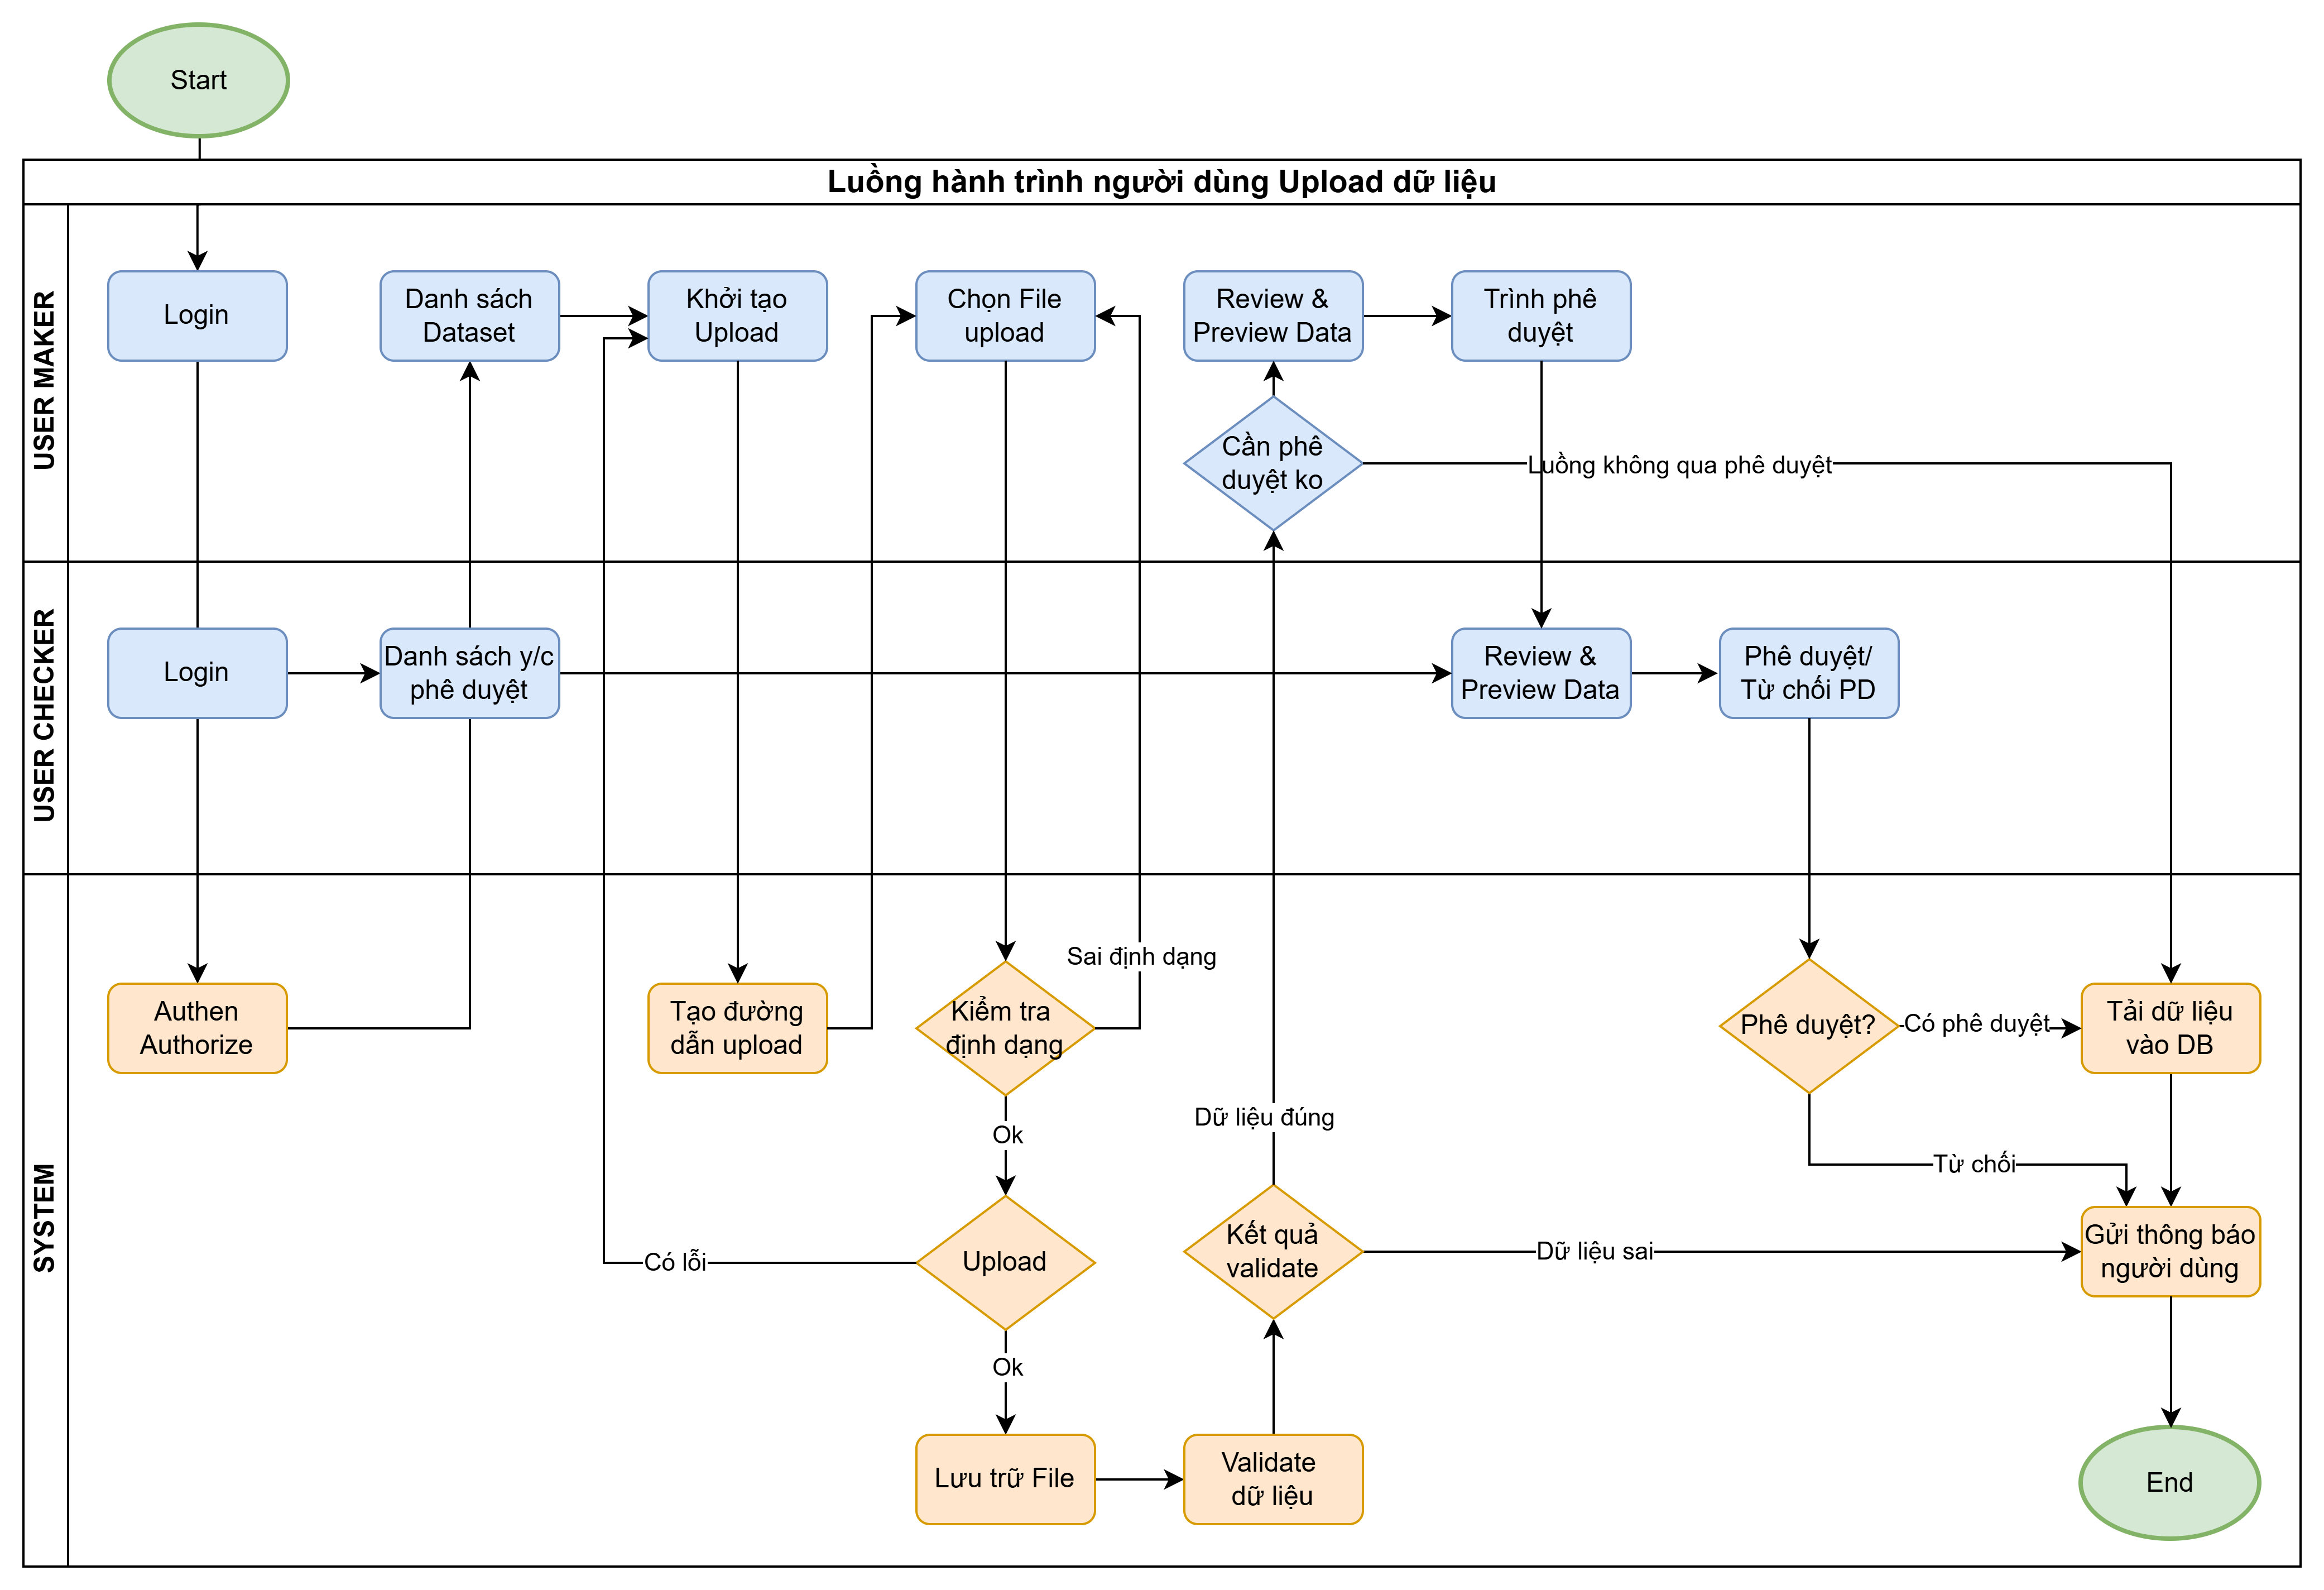 Start
Luồng hành trình người dùng Upload dữ liệu
USER MAKER
Login
Danh sách
Dataset
Khởi tạo
Upload
Chọn File
upload
Review &
Preview Data
Trình phê
duyệt
Cần phê
duyệt ko
Luồng không qua phê duyệt
USER CHECKER
Login
Danh sách y/c
phê duyệt
Review &
Preview Data
Phê duyệt/
Từ chối PD
SYSTEM
Authen
Authorize
Tạo đường
dẫn upload
Sai định dạng
Kiểm tra
định dạng
Phê duyệt?
Có phê duyệt
Tải dữ liệu
vào DB
Ok
Dữ liệu đúng
Từ chối
Có lỗi
Upload
Kết quả
validate
Dữ liệu sai
Gửi thông báo
người dùng
Ok
Lưu trữ File
Validate
dữ liệu
End